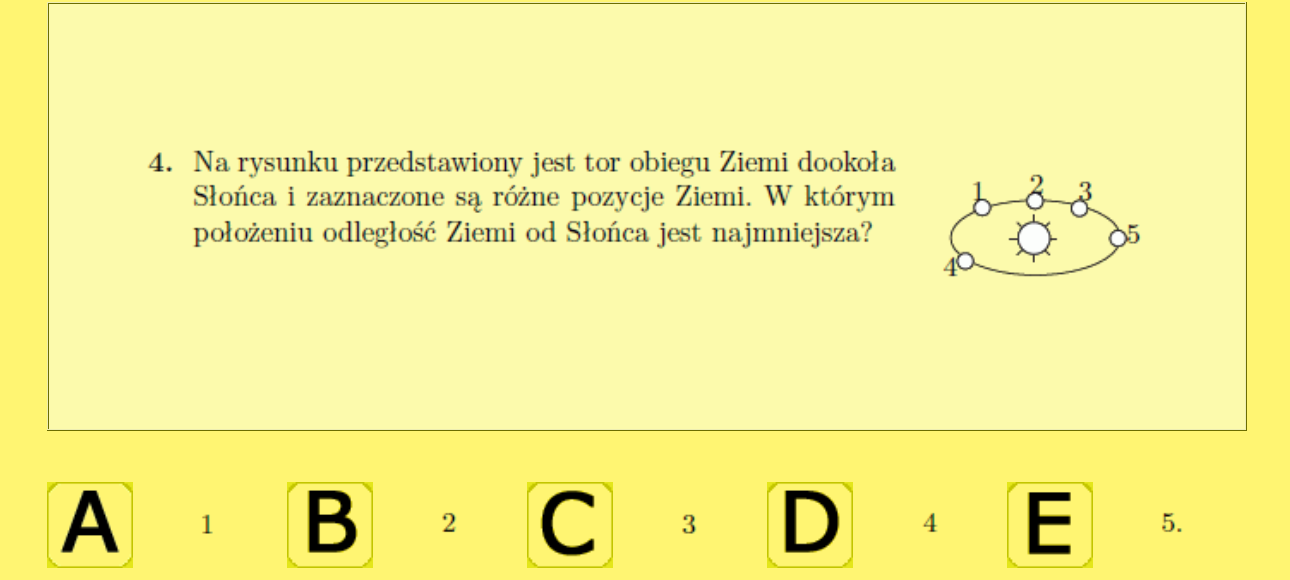 4. Na rysunku przedstawiony jest tor obiegu Ziemi dookoła
Słońca i zaznaczone są różne pozycje Ziemi. W którym
położeniu odległość Ziemi od Słońca jest najmniejsza?
1 2 3
5
4
A 1 B 2 C 3 D 4 E 5.